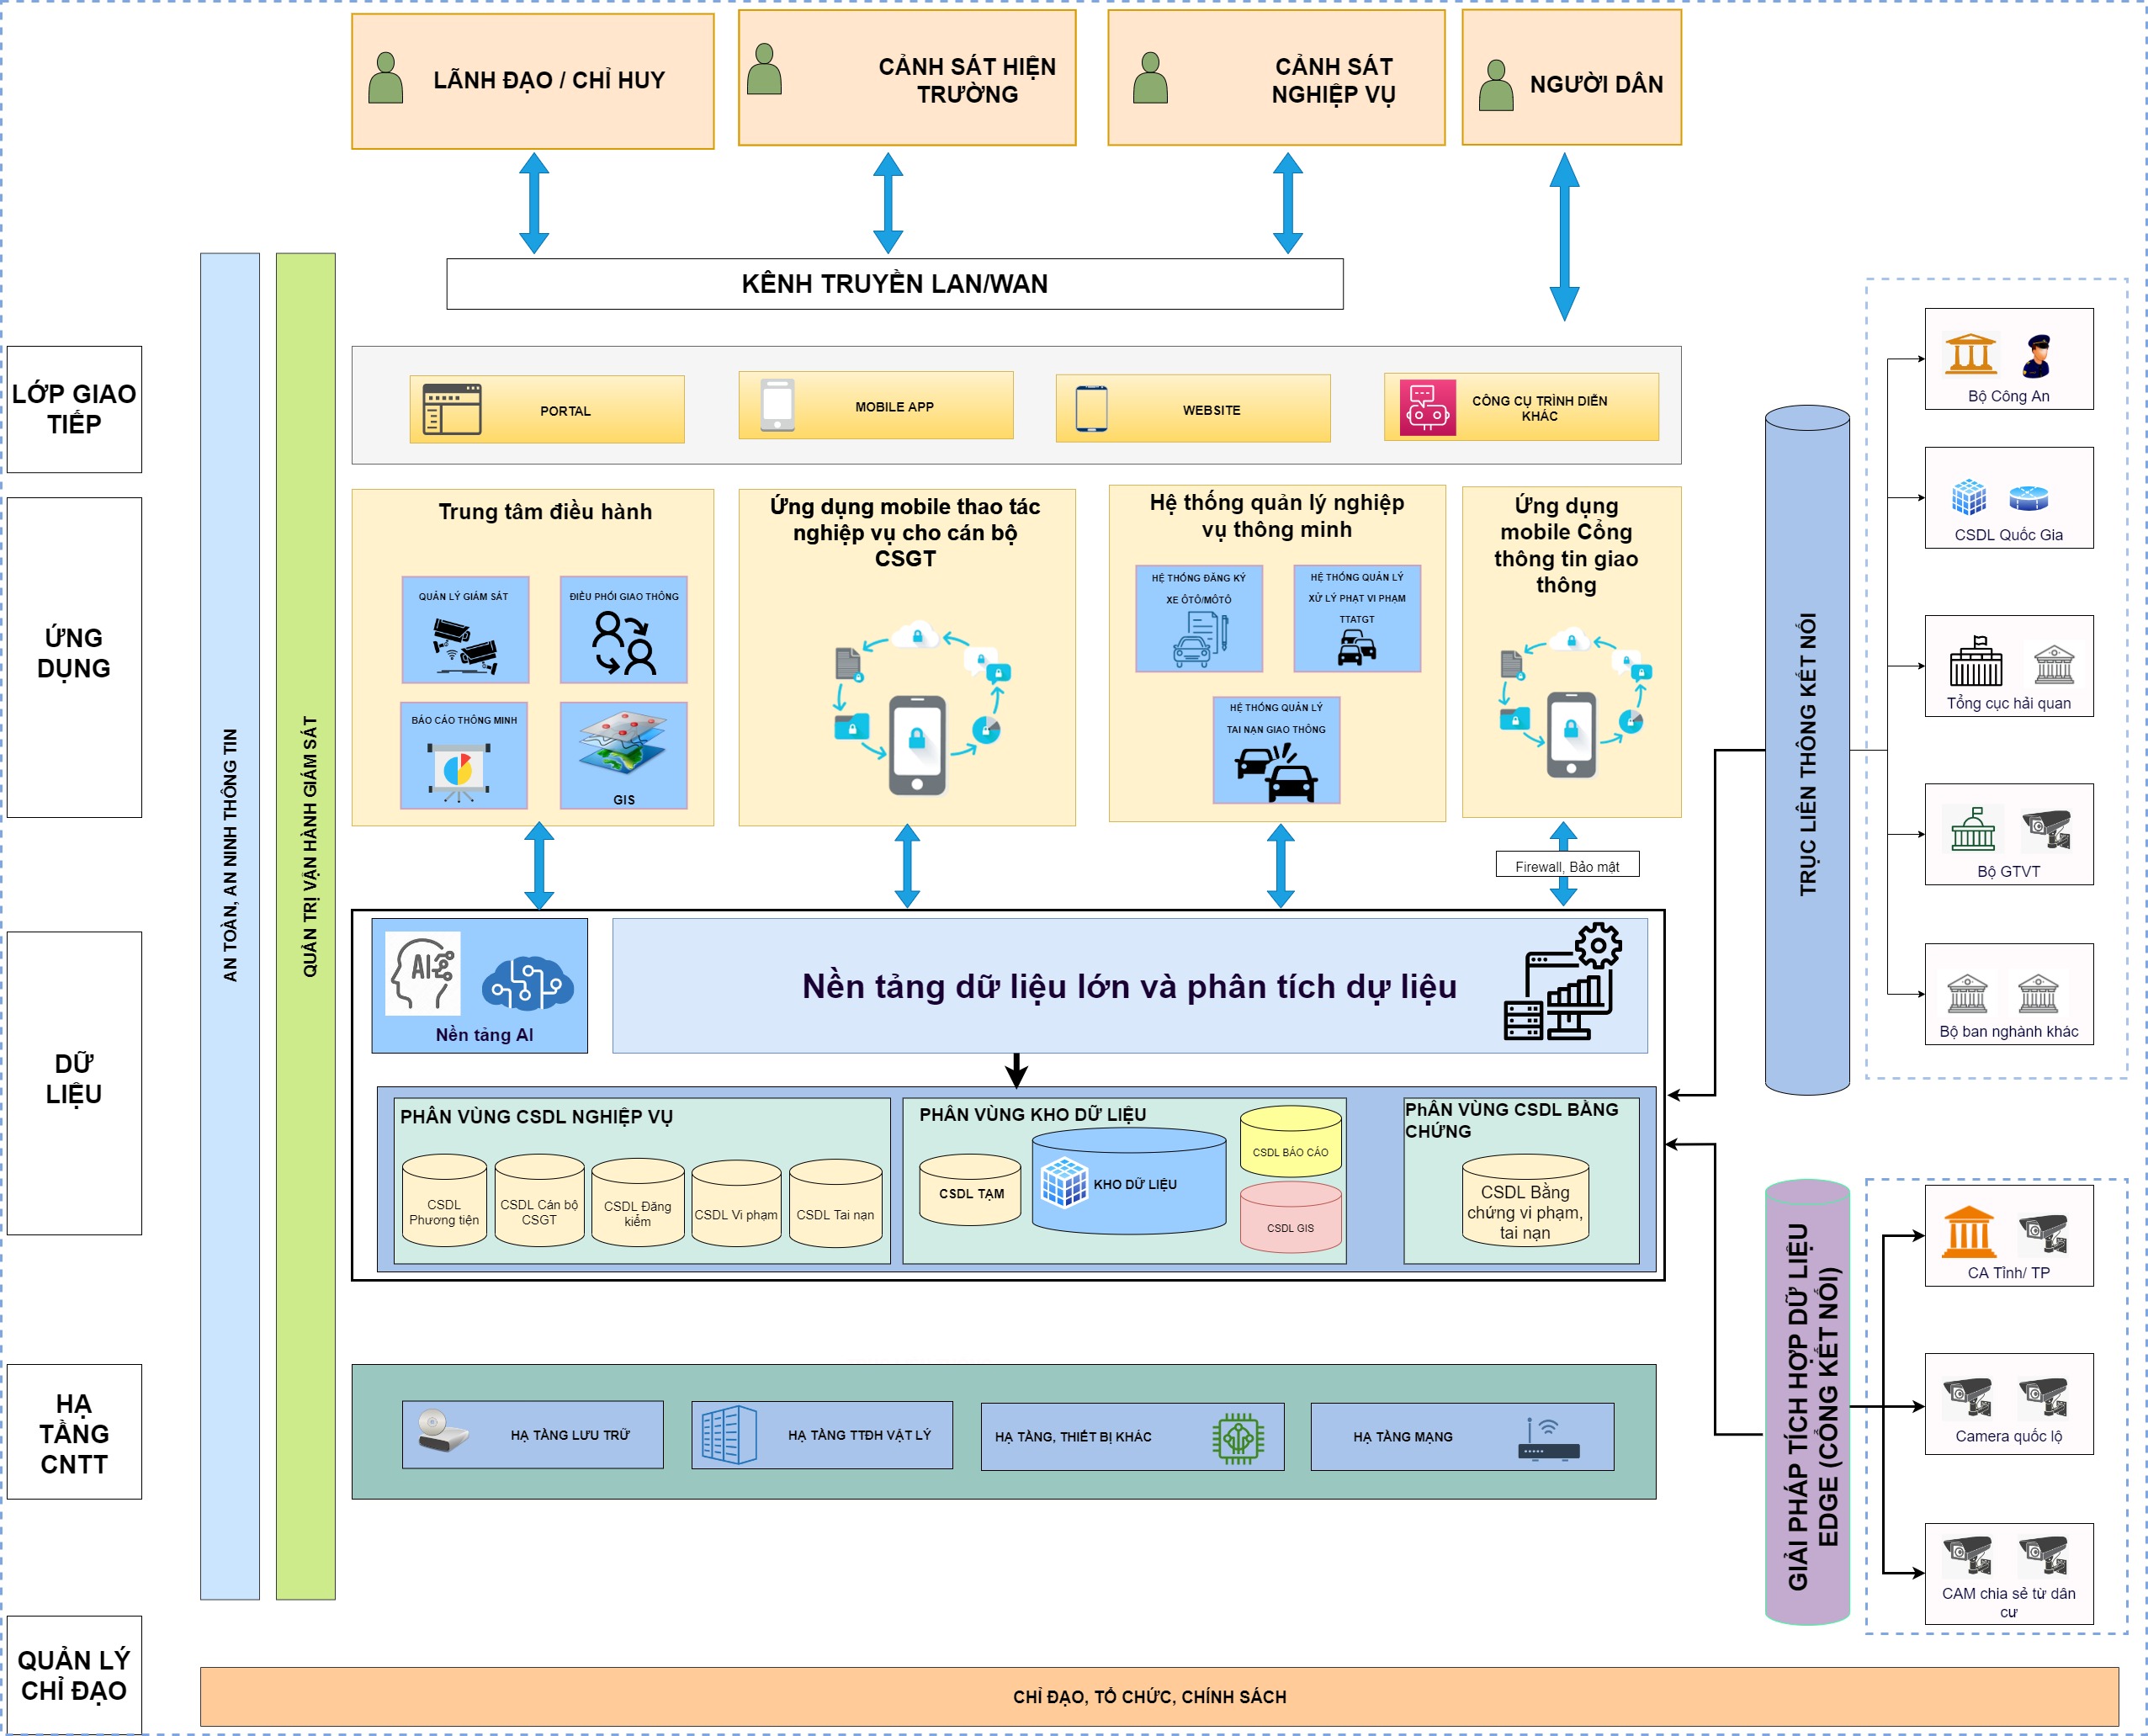 LÃNH ĐẠO / CHỈ HUY
CẢNH SÁT HIỆN
TRƯỜNG
CẢNH SÁT
NGHIỆP VỤ
NGƯỜI DÂN
KÊNH TRUYỀN LAN/WAN
LỚP GIAO
TIẾP
PORTAL
MOBILE APP
WEBSITE
CÔNG CỤ TRÌNH DIỄN
KHÁC
ỨNG
DỤNG
Trung tâm điều hành
QUẢN LÝ GIÁM SÁT
ĐIỀU PHỐI GIAO THÔNG
BÁO CÁO THÔNG MINH
GIS
Ứng dụng mobile thao tác
nghiệp vụ cho cán bộ
CSGT
Hệ thống quản lý nghiệp
vụ thông minh
HỆ THỐNG ĐĂNG KÝ
XE ÔTÔ/MÔTÔ
HỆ THỐNG QUẢN LÝ
XỬ LÝ PHẠT VI PHẠM
TTATGT
HỆ THỐNG QUẢN LÝ
TAI NẠN GIAO THÔNG
Ứng dụng
mobile Cổng
thông tin giao
thông
Firewall, Bảo mật
AN TOÀN, AN NINH THÔNG TIN
QUẢN TRỊ VẬN HÀNH GIÁM SÁT
DỮ
LIỆU
AI
Nền tảng AI
Nền tảng dữ liệu lớn và phân tích dự liệu
PHÂN VÙNG CSDL NGHIỆP VỤ
CSDL
Phương tiện
CSDL Cán bộ
CSGT
CSDL Đăng
kiểm
CSDL Vi phạm
CSDL Tai nạn
PHÂN VÙNG KHO DỮ LIỆU
CSDL TẠM
KHO DỮ LIỆU
CSDL BÁO CÁO
CSDL GIS
PhÂN VÙNG CSDL BẰNG
CHỨNG
CSDL Bằng
chứng vi phạm,
tai nạn
HẠ
TẦNG
CNTT
HẠ TẦNG LƯU TRỮ
HẠ TẦNG TTĐH VẬT LÝ
HẠ TẦNG, THIẾT BỊ KHÁC
HẠ TẦNG MẠNG
TRỤC LIÊN THÔNG KẾT NỐI
Bộ Công An
CSDL Quốc Gia
Tổng cục hải quan
Bộ GTVT
Bộ ban nghành khác
GIẢI PHÁP TÍCH HỢP DỮ LIỆU
EDGE (CỔNG KẾT NỐI)
CA Tỉnh/ TP
Camera quốc lộ
CAM chia sẻ từ dân
cư
QUẢN LÝ
CHỈ ĐẠO
CHỈ ĐẠO, TỔ CHỨC, CHÍNH SÁCH